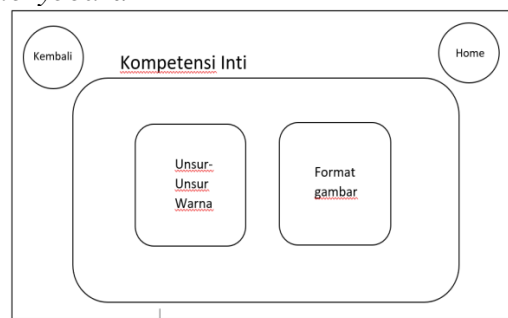 Kembali
Home
Kompetensi Inti
Unsur-
Unsur
Warna
Format
gambar